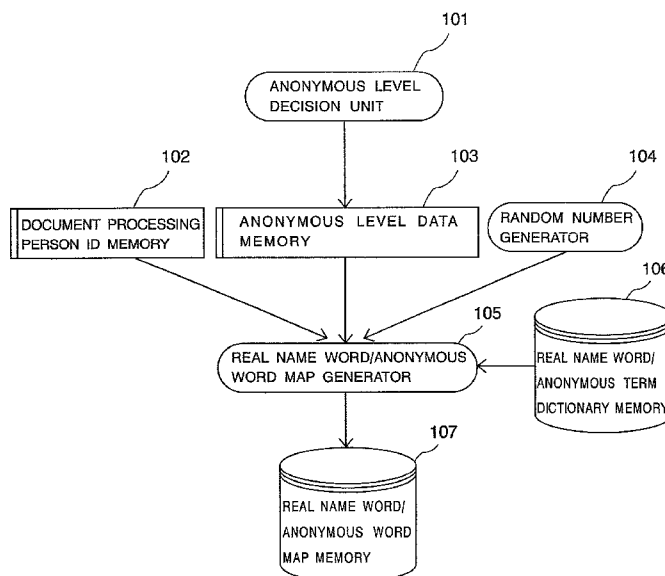 101
ANONYMOUS LEVEL
DECISION UNIT
102
103
104
DOCUMENT PROCESSING
PERSON ID MEMORY
ANONYMOUS LEVEL DATA
MEMORY
RANDOM NUMBER
GENERATOR
106
105
REAL NAME WORD/ANONYMOUS
WORD MAP GENERATOR
REAL NAME WORD/
ANONYMOUS TERM
DICTIONARY MEMORY
107
REAL NAME WORD/
ANONYMOUS WORD
MAP MEMORY